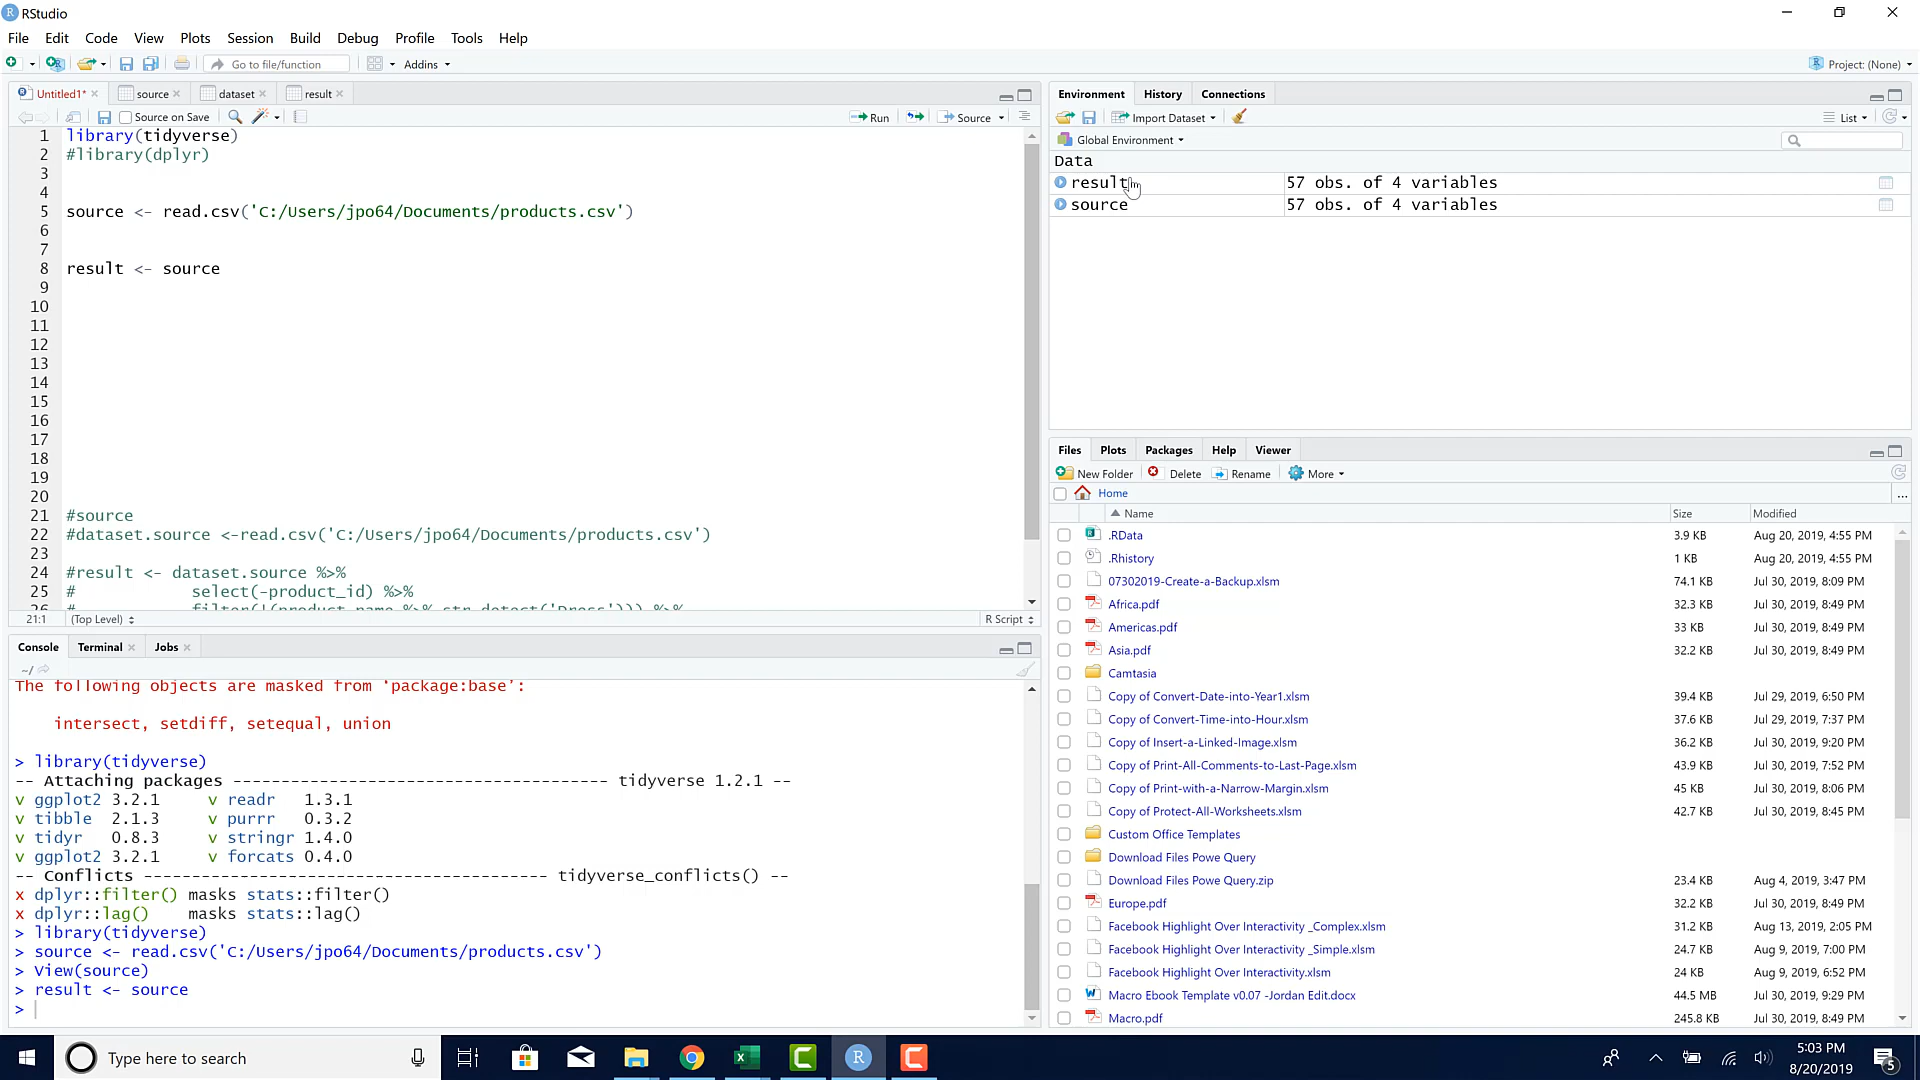 RStudio
File Edit Code View Plots Session Build Debug Profile Tools Help
Go to file/function Addins Project: (None)
Untitled1* source dataset result
Source on Save Run Source
1 library(tidyverse)
2 #library(dplyr)
3
4
5 source <- read.csv('C:/Users/jpo64/Documents/products.csv')
6
7
8 result <- source
9
10
11
12
13
14
15
16
17
18
19
20
21 #source
22 #dataset.source <-read.csv('C:/Users/jpo64/Documents/products.csv')
23
24 #result <- dataset.source %>%
25 # select(-product_id) %>%
26 # filter(!(product_name %>% str_detect('Dress'))) %>%
21:1 (Top Level) R Script
Console Terminal Jobs
~/
The following objects are masked from ‘package:base’:
intersect, setdiff, setequal, union
> library(tidyverse)
-- Attaching packages --------------------------------------- tidyverse 1.2.1 --
v ggplot2 3.2.1 v readr 1.3.1
v tibble 2.1.3 v purrr 0.3.2
v tidyr 0.8.3 v stringr 1.4.0
v ggplot2 3.2.1 v forcats 0.4.0
-- Conflicts ------------------------------------------ tidyverse_conflicts() --
x dplyr::filter() masks stats::filter()
x dplyr::lag() masks stats::lag()
> library(tidyverse)
> source <- read.csv('C:/Users/jpo64/Documents/products.csv')
> View(source)
> result <- source
>
Environment History Connections
Import Dataset List
Global Environment
Data
result 57 obs. of 4 variables
source 57 obs. of 4 variables
Files Plots Packages Help Viewer
New Folder Delete Rename More
Home ...
Name Size Modified
.RData 3.9 KB Aug 20, 2019, 4:55 PM
.Rhistory 1 KB Aug 20, 2019, 4:55 PM
07302019-Create-a-Backup.xlsm 74.1 KB Jul 30, 2019, 8:09 PM
Africa.pdf 32.3 KB Jul 30, 2019, 8:49 PM
Americas.pdf 33 KB Jul 30, 2019, 8:49 PM
Asia.pdf 32.2 KB Jul 30, 2019, 8:49 PM
Camtasia
Copy of Convert-Date-into-Year1.xlsm 39.4 KB Jul 29, 2019, 6:50 PM
Copy of Convert-Time-into-Hour.xlsm 37.6 KB Jul 29, 2019, 7:37 PM
Copy of Insert-a-Linked-Image.xlsm 36.2 KB Jul 30, 2019, 9:20 PM
Copy of Print-All-Comments-to-Last-Page.xlsm 43.9 KB Jul 30, 2019, 7:52 PM
Copy of Print-with-a-Narrow-Margin.xlsm 45 KB Jul 30, 2019, 8:06 PM
Copy of Protect-All-Worksheets.xlsm 42.7 KB Jul 30, 2019, 8:45 PM
Custom Office Templates
Download Files Powe Query
Download Files Powe Query.zip 23.4 KB Aug 4, 2019, 3:47 PM
Europe.pdf 32.2 KB Jul 30, 2019, 8:49 PM
Facebook Highlight Over Interactivity _Complex.xlsm 31.2 KB Aug 13, 2019, 2:05 PM
Facebook Highlight Over Interactivity _Simple.xlsm 24.7 KB Aug 9, 2019, 7:00 PM
Facebook Highlight Over Interactivity.xlsm 24 KB Aug 9, 2019, 6:52 PM
Macro Ebook Template v0.07 -Jordan Edit.docx 44.5 MB Jul 30, 2019, 9:29 PM
Macro.pdf 245.8 KB Jul 30, 2019, 8:49 PM
Type here to search
5:03 PM
8/20/2019
5